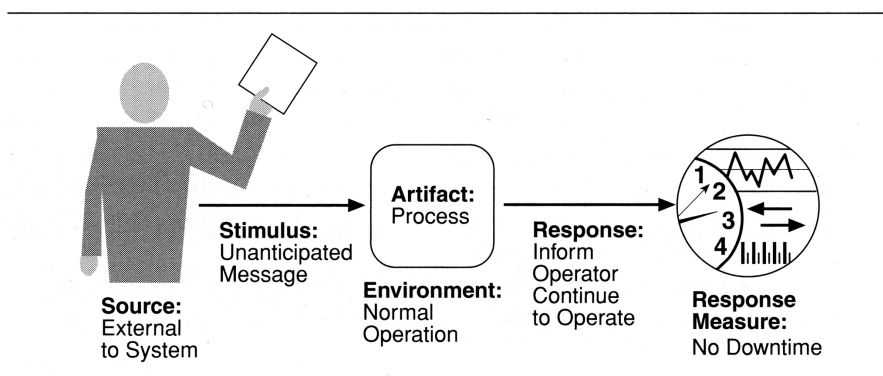 Source:
External
to System
Stimulus:
Unanticipated
Message
Artifact:
Process
Environment:
Normal
Operation
Response:
Inform
Operator
Continue
to Operate
1
2
3
4
Response
Measure:
No Downtime